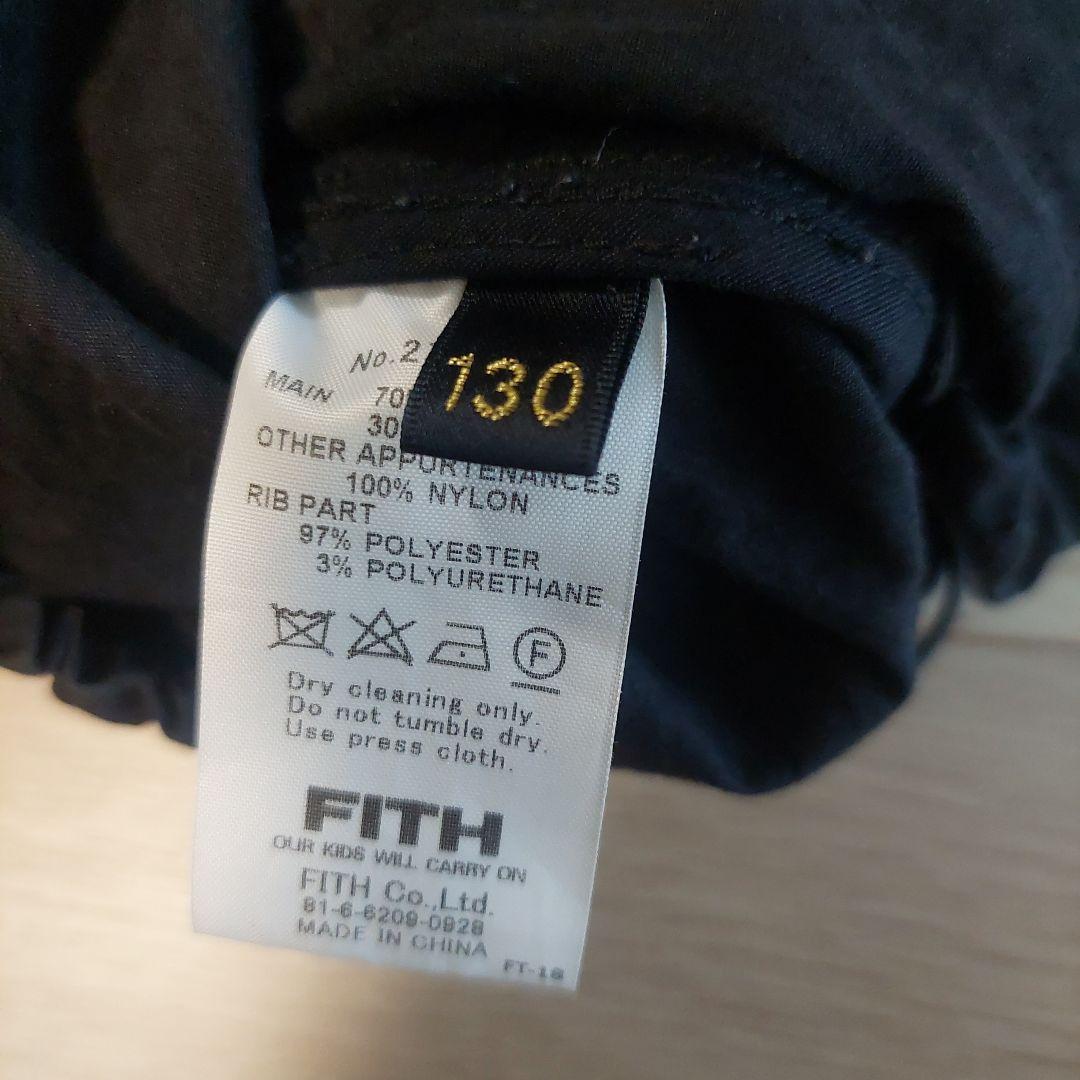 No.2
130
MAIN 70
30
OTHER APPURTENANCES
100% NYLON
RIB PART
97% POLYESTER
3% POLYURETHANE
F
Dry cleaning only.
Do not tumble dry.
Use press cloth.
FITH
OUR KIDS WILL CARRY ON
FITH Co.,Ltd.
81-6-6209-0928
MADE IN CHINA
FT-18